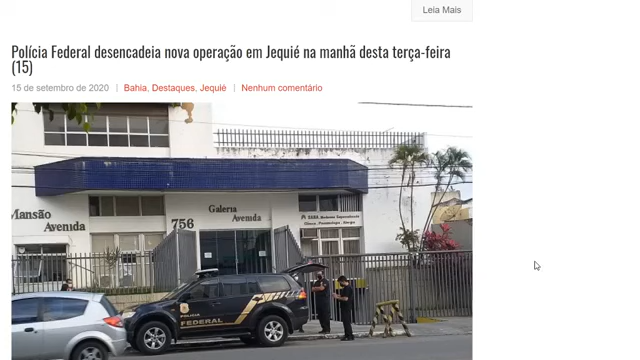 Leia Mais
Polícia Federal desencadeia nova operação em Jequié na manhã desta terça-feira
(15)
15 de setembro de 2020 | Bahia, Destaques, Jequié | Nenhum comentário
Mansão
Avenida
756
Galeria
Avenida
POLICIA
FEDERAL